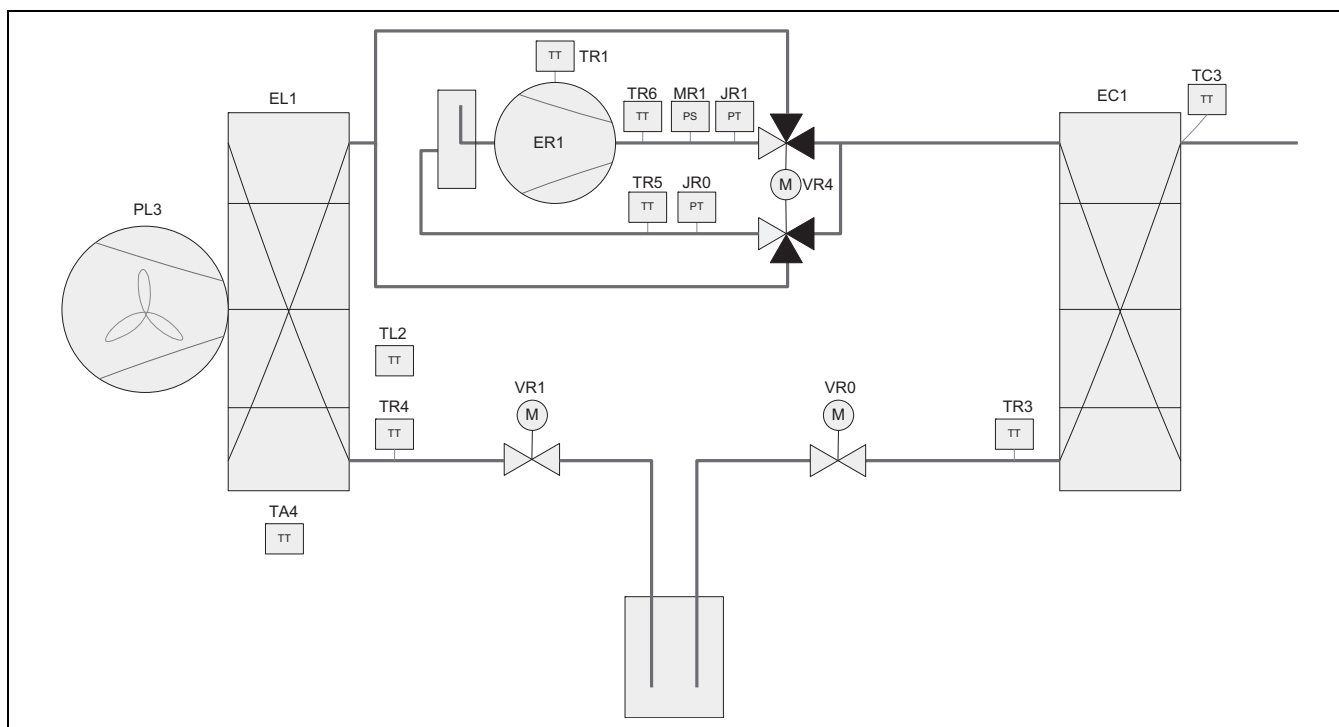 TT TR1
TC3
TT
EL1
TR6 MR1 JR1
EC1
TT PS PT
ER1
TR5 JR0
M VR4
TT PT
PL3
TL2
TT
VR1 VR0
TR4 TR3
TT M M TT
TA4
TT